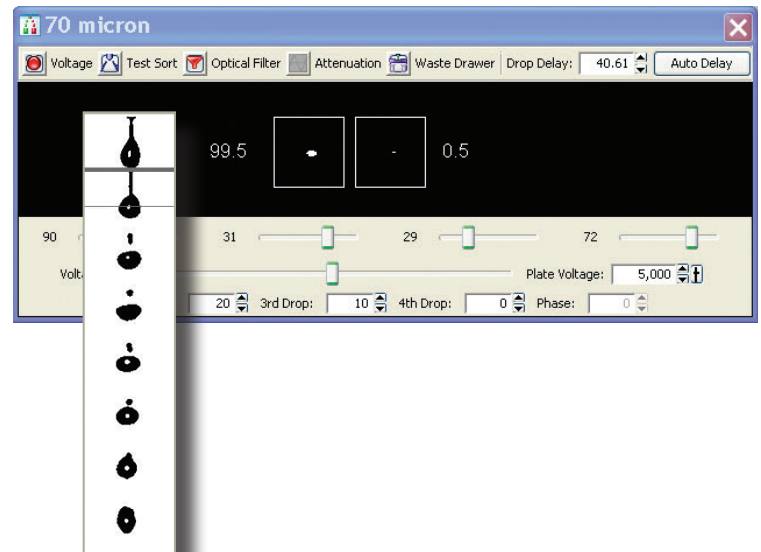 70 micron
Voltage Test Sort Optical Filter Attenuation Waste Drawer Drop Delay: 40.61 Auto Delay
99.5 0.5
90 31 29 72
Plate Voltage: 5,000
20 3rd Drop: 10 4th Drop: 0 Phase: 0